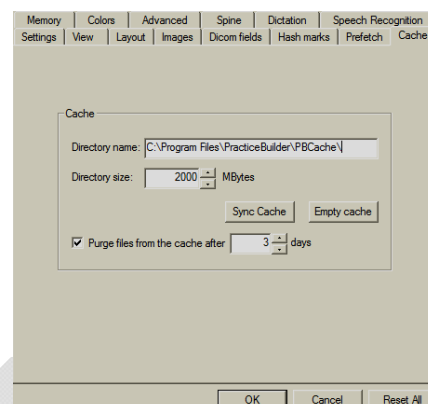 Memory Colors Advanced Spine Dictation Speech Recognition
Settings View Layout Images Dicom fields Hash marks Prefetch Cache
Cache
Directory name: C:\Program Files\PracticeBuilder\PBCache\
Directory size: 2000 MBytes
Sync Cache Empty cache
Purge files from the cache after 3 days
OK Cancel Reset All